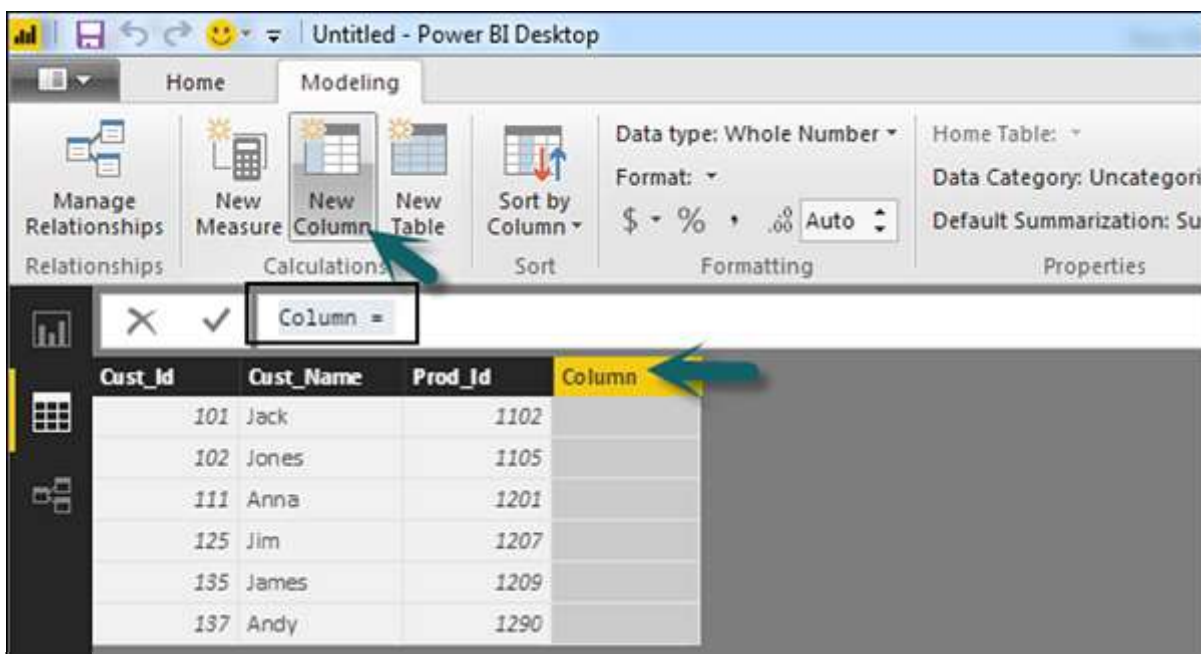 Untitled - Power BI Desktop
Home Modeling
Manage Relationships
New Measure
New Column
New Table
Sort by Column
Data type: Whole Number
Format:
$ % , .00 Auto
Home Table:
Data Category: Uncategori
Default Summarization: Su
Relationships Calculations Sort Formatting Properties
Column =
Cust_Id Cust_Name Prod_Id Column
101 Jack 1102
102 Jones 1105
111 Anna 1201
125 Jim 1207
135 James 1209
137 Andy 1290